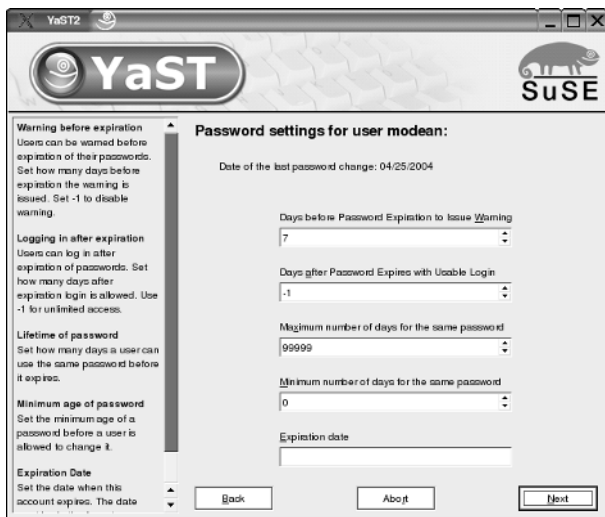 YaST2
YaST
SuSE
Warning before expiration
Users can be warned before
expiration of their passwords.
Set how many days before
expiration the warning is
issued. Set -1 to disable
warning.
Logging in after expiration
Users can log in after
expiration of passwords. Set
how many days after
expiration login is allowed. Use
-1 for unlimited access.
Lifetime of password
Set how many days a user can
use the same password before
it expires.
Minimum age of password
Set the minimum age of a
password before a user is
allowed to change it.
Expiration Date
Set the date when this
account expires. The date
Password settings for user modean:
Date of the last password change: 04/25/2004
Days before Password Expiration to Issue Warning
7
Days after Password Expires with Usable Login
-1
Maximum number of days for the same password
99999
Minimum number of days for the same password
0
Expiration date
Back
Abort
Next